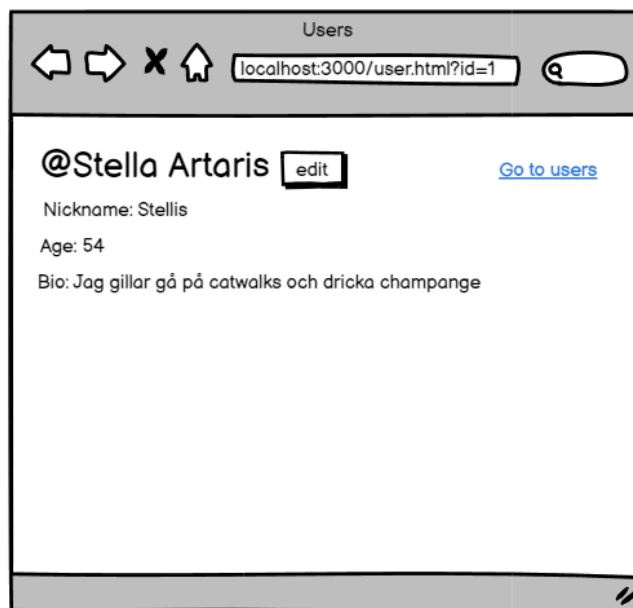 Users
localhost:3000/user.html?id=1
@Stella Artaris edit Go to users
Nickname: Stellis
Age: 54
Bio: Jag gillar gå på catwalks och dricka champange